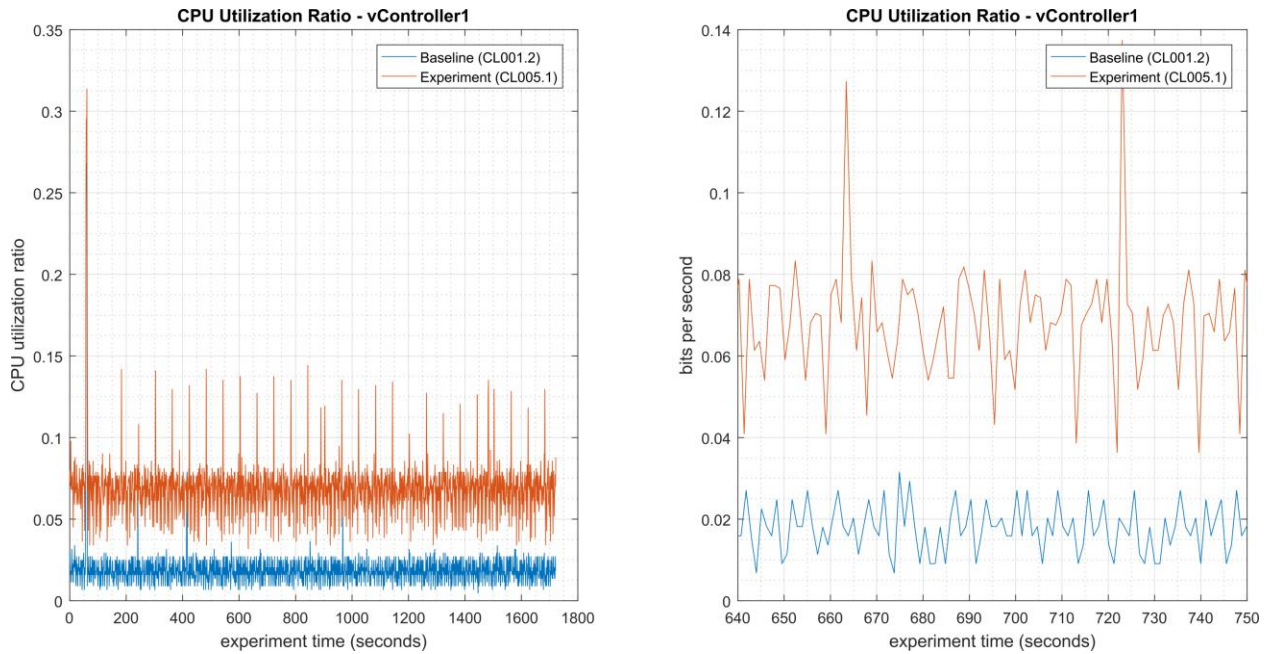 CPU Utilization Ratio - vController1
Baseline (CL001.2)
Experiment (CL005.1)
CPU utilization ratio
0.35
0.3
0.25
0.2
0.15
0.1
0.05
0
0 200 400 600 800 1000 1200 1400 1600 1800
experiment time (seconds)
CPU Utilization Ratio - vController1
Baseline (CL001.2)
Experiment (CL005.1)
bits per second
0.14
0.12
0.1
0.08
0.06
0.04
0.02
0
640 650 660 670 680 690 700 710 720 730 740 750
experiment time (seconds)